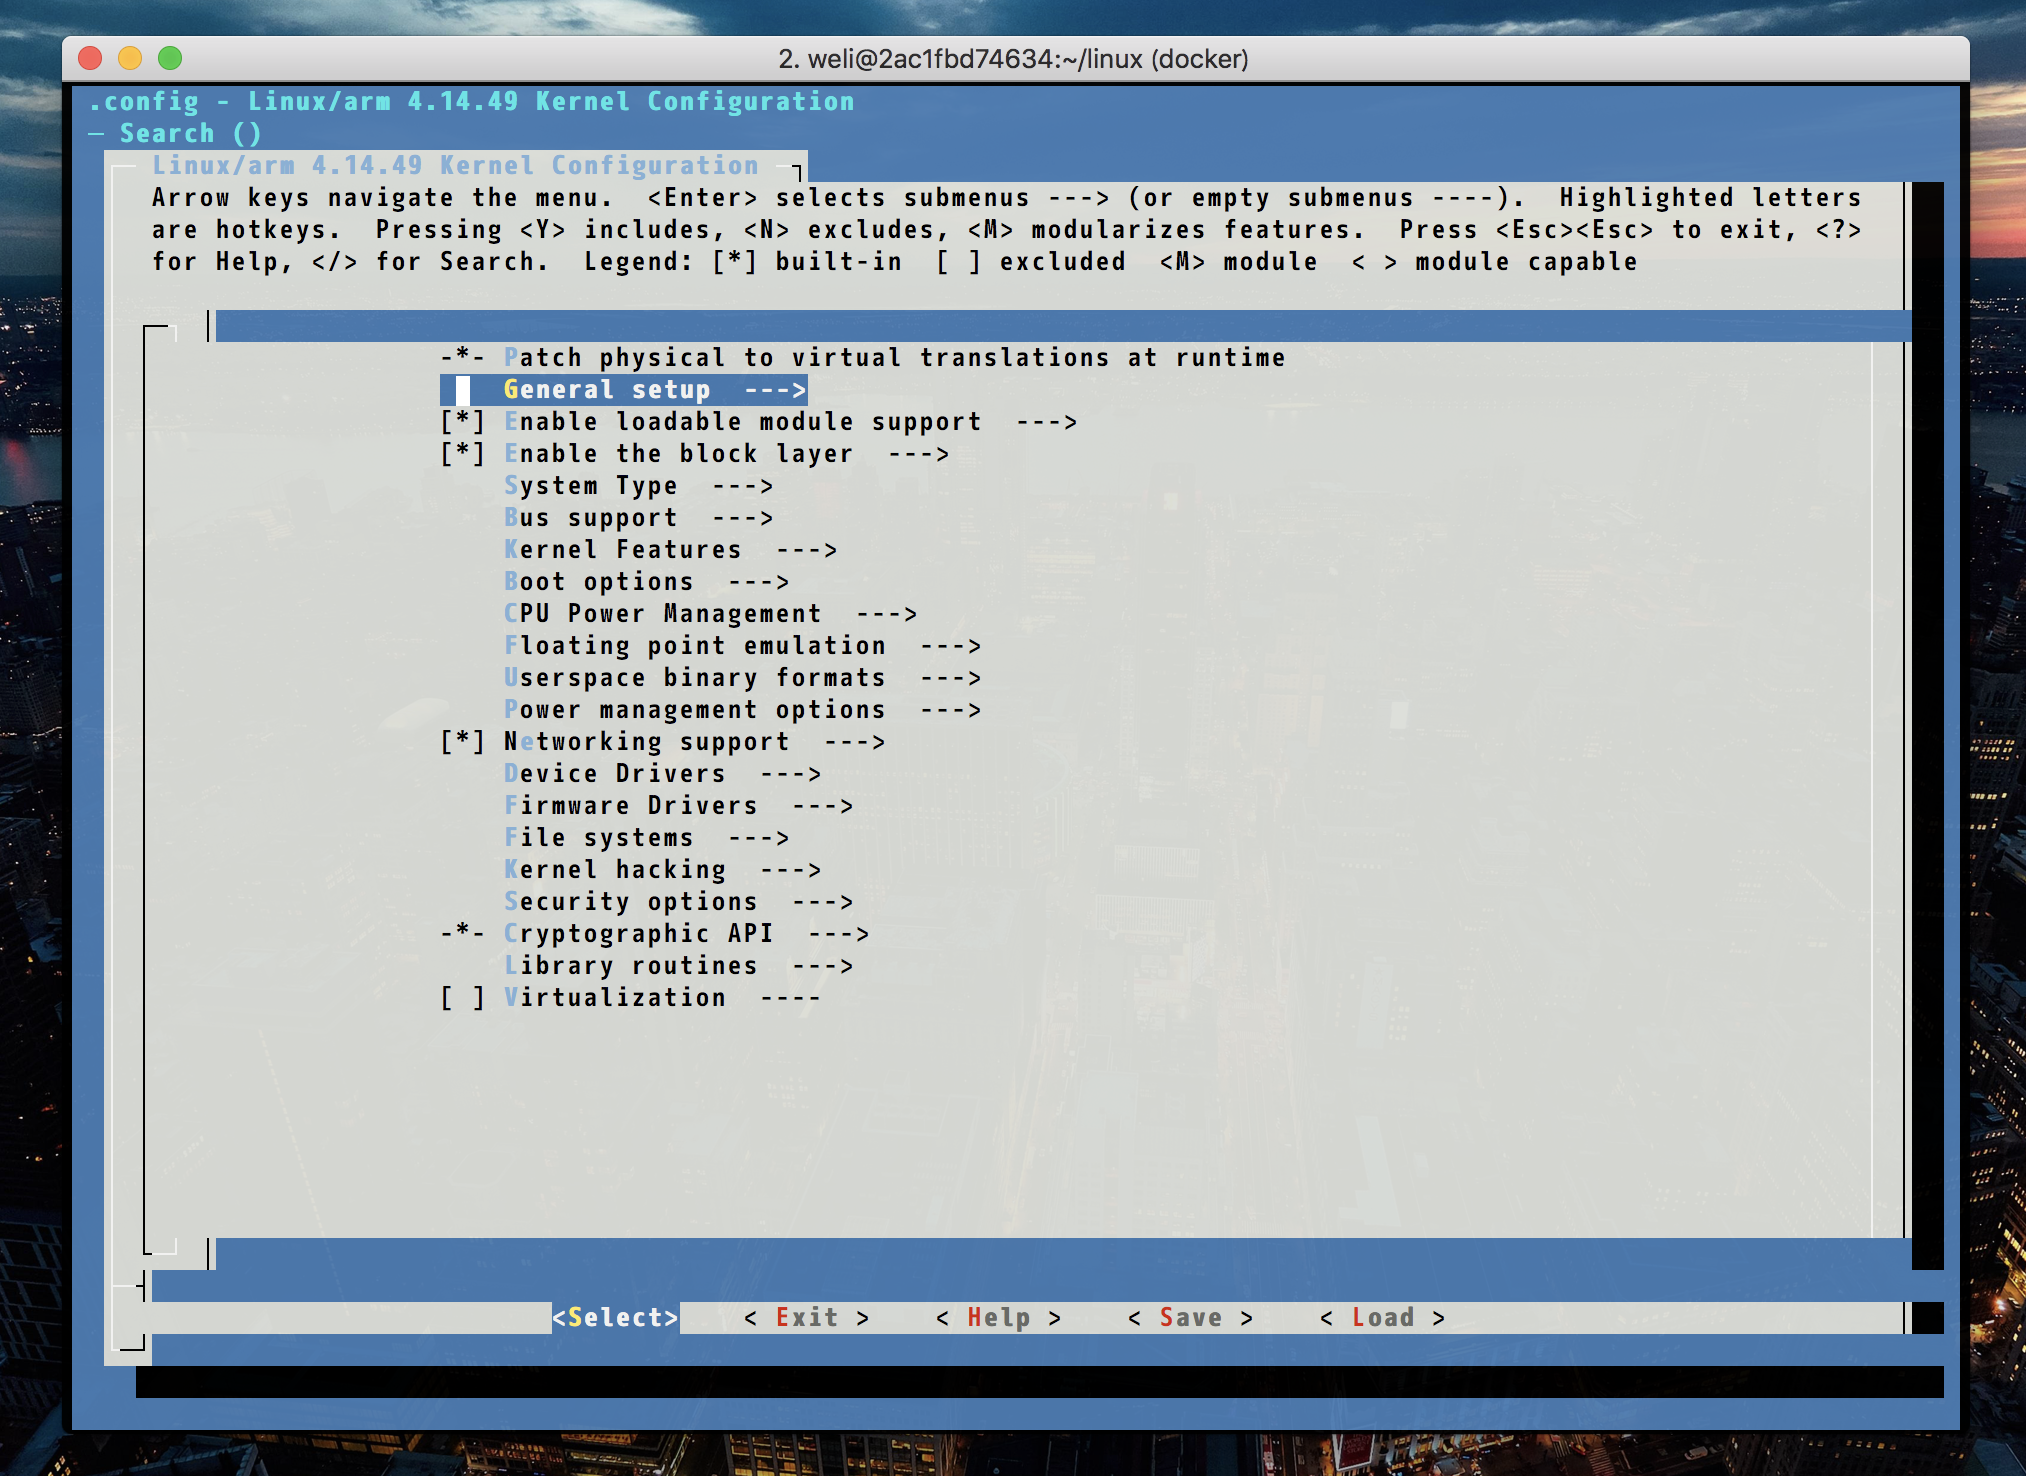 2. weli@2ac1fbd74634:~/linux (docker)
.config - Linux/arm 4.14.49 Kernel Configuration
─ Search ()
Linux/arm 4.14.49 Kernel Configuration
Arrow keys navigate the menu.  <Enter> selects submenus ---> (or empty submenus ----).  Highlighted letters
are hotkeys.  Pressing <Y> includes, <N> excludes, <M> modularizes features.  Press <Esc><Esc> to exit, <?>
for Help, </> for Search.  Legend: [*] built-in  [ ] excluded  <M> module  < > module capable
-*- Patch physical to virtual translations at runtime
General setup  --->
[*] Enable loadable module support  --->
[*] Enable the block layer  --->
System Type  --->
Bus support  --->
Kernel Features  --->
Boot options  --->
CPU Power Management  --->
Floating point emulation  --->
Userspace binary formats  --->
Power management options  --->
[*] Networking support  --->
Device Drivers  --->
Firmware Drivers  --->
File systems  --->
Kernel hacking  --->
Security options  --->
-*- Cryptographic API  --->
Library routines  --->
[ ] Virtualization  ----
<Select>    < Exit >    < Help >    < Save >    < Load >